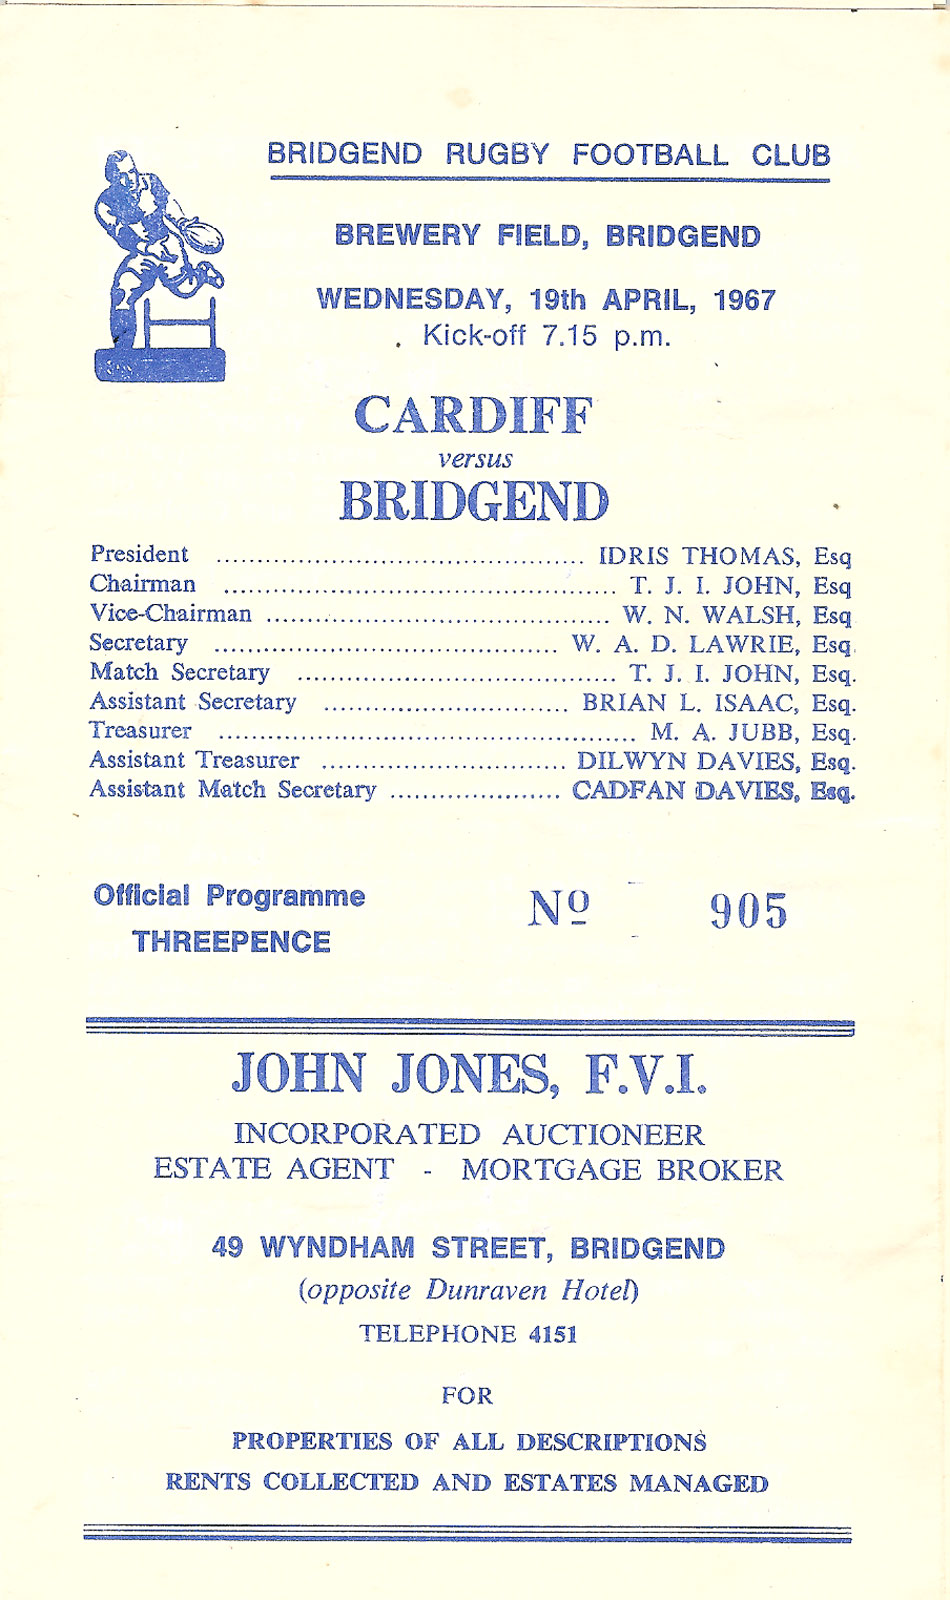 BRIDGEND RUGBY FOOTBALL CLUB
BREWERY FIELD, BRIDGEND
WEDNESDAY, 19th APRIL, 1967
Kick-off 7.15 p.m.
CARDIFF
versus
BRIDGEND
President ............................................ IDRIS THOMAS, Esq
Chairman ................................................ T. J. I. JOHN, Esq
Vice-Chairman .......................................... W. N. WALSH, Esq
Secretary .......................................... W. A. D. LAWRIE, Esq.
Match Secretary ....................................... T. J. I. JOHN, Esq.
Assistant Secretary .............................. BRIAN L. ISAAC, Esq.
Treasurer .................................................. M. A. JUBB, Esq.
Assistant Treasurer .............................. DILWYN DAVIES, Esq.
Assistant Match Secretary ..................... CADFAN DAVIES, Esq.
Official Programme
THREEPENCE
Nº 905
JOHN JONES, F.V.I.
INCORPORATED AUCTIONEER
ESTATE AGENT - MORTGAGE BROKER
49 WYNDHAM STREET, BRIDGEND
(opposite Dunraven Hotel)
TELEPHONE 4151
FOR
PROPERTIES OF ALL DESCRIPTIONS
RENTS COLLECTED AND ESTATES MANAGED